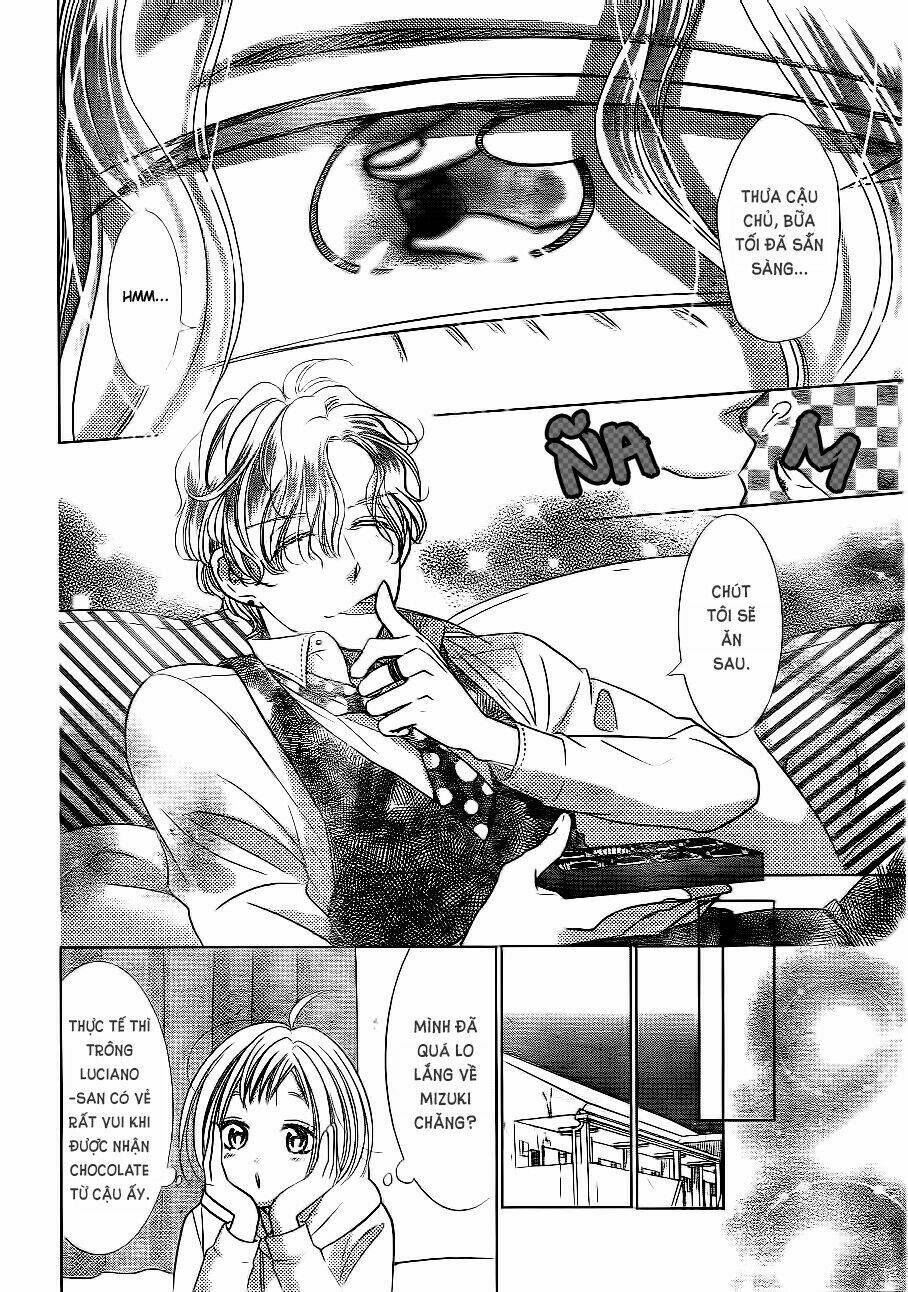 THƯA CẬU
CHỦ, BỮA
TỐI ĐÃ SẴN
SÀNG...
HMM...
ÑA
M
CHÚT
TÔI SẼ
ĂN
SAU.
MÌNH ĐÃ
QUÁ LO
LẮNG VỀ
MIZUKI
CHĂNG?
THỰC TẾ THÌ
TRÔNG
LUCIANO
-SAN CÓ VẺ
RẤT VUI KHI
ĐƯỢC NHẬN
CHOCOLATE
TỪ CẬU ẤY.